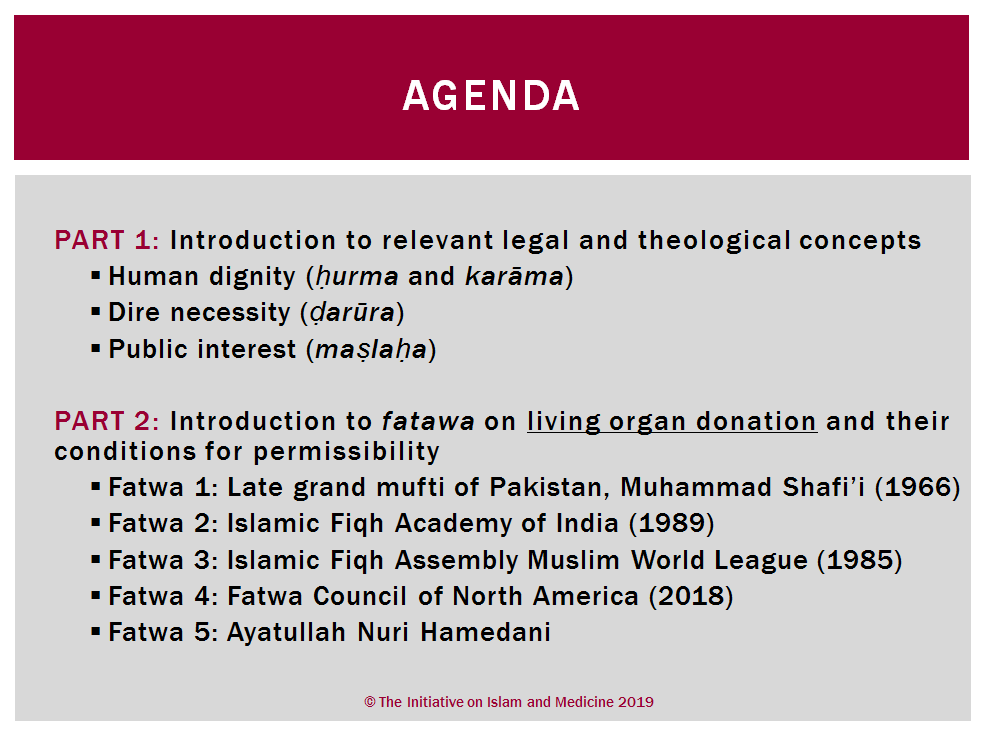 AGENDA
PART 1: Introduction to relevant legal and theological concepts
▪ Human dignity (ḥurma and karāma)
▪ Dire necessity (ḍarūra)
▪ Public interest (maṣlaḥa)
PART 2: Introduction to fatawa on living organ donation and their
conditions for permissibility
▪ Fatwa 1: Late grand mufti of Pakistan, Muhammad Shafi’i (1966)
▪ Fatwa 2: Islamic Fiqh Academy of India (1989)
▪ Fatwa 3: Islamic Fiqh Assembly Muslim World League (1985)
▪ Fatwa 4: Fatwa Council of North America (2018)
▪ Fatwa 5: Ayatullah Nuri Hamedani
© The Initiative on Islam and Medicine 2019